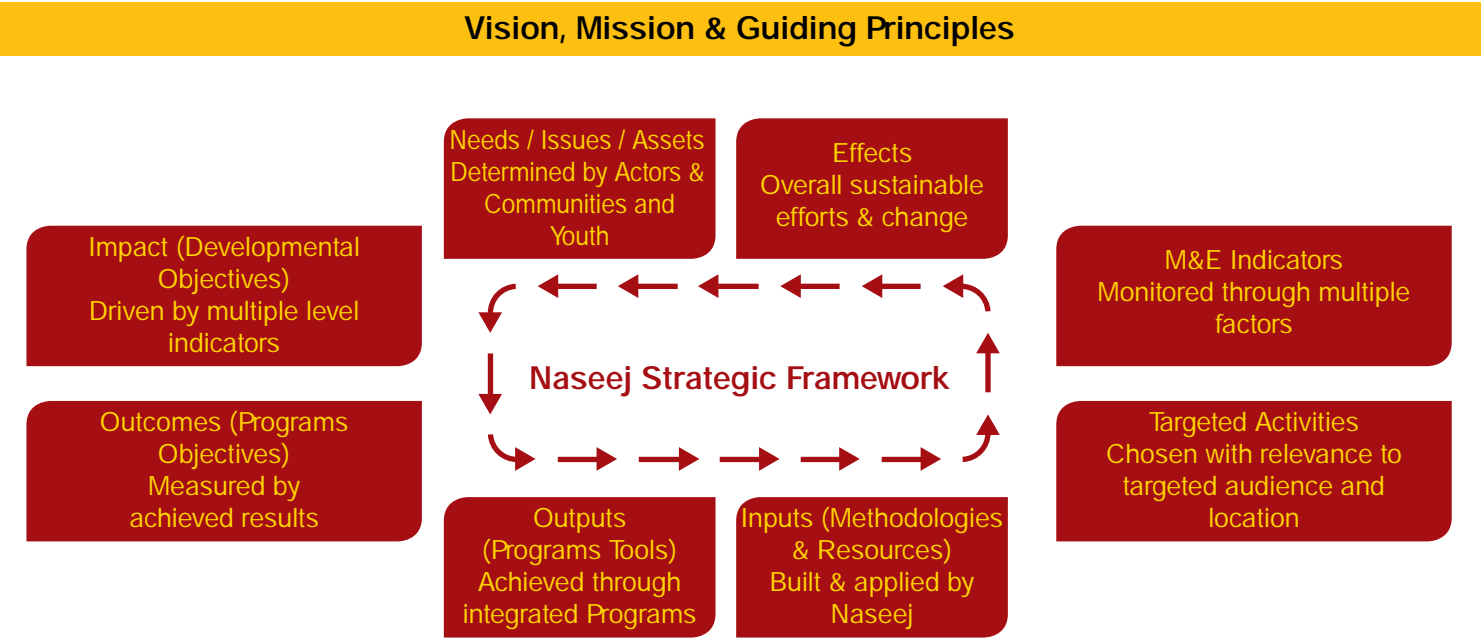 Vision, Mission & Guiding Principles
Needs / Issues / Assets
Determined by Actors &
Communities and
Youth
Effects
Overall sustainable
efforts & change
Impact (Developmental
Objectives)
Driven by multiple level
indicators
M&E Indicators
Monitored through multiple
factors
Naseej Strategic Framework
Outcomes (Programs
Objectives)
Measured by
achieved results
Targeted Activities
Chosen with relevance to
targeted audience and
location
Outputs
(Programs Tools)
Achieved through
integrated Programs
Inputs (Methodologies
& Resources)
Built & applied by
Naseej